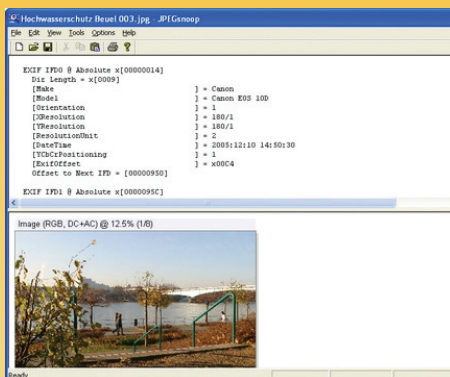 Hochwasserschutz Beuel 003.jpg - JPEGsnoop
File Edit View Tools Options Help
EXIF IFD0 @ Absolute x[00000014]
Dir Length = x[0009]
[Make ] = Canon
[Model ] = Canon EOS 10D
[Orientation ] = 1
[XResolution ] = 180/1
[YResolution ] = 180/1
[ResolutionUnit ] = 2
[DateTime ] = 2005:12:10 14:50:30
[YCbCrPositioning ] = 1
[ExifOffset ] = x00C4
Offset to Next IFD = [00000950]
EXIF IFD1 @ Absolute x[0000095C]
Image (RGB, DC+AC) @ 12.5% (1/8)
Ready